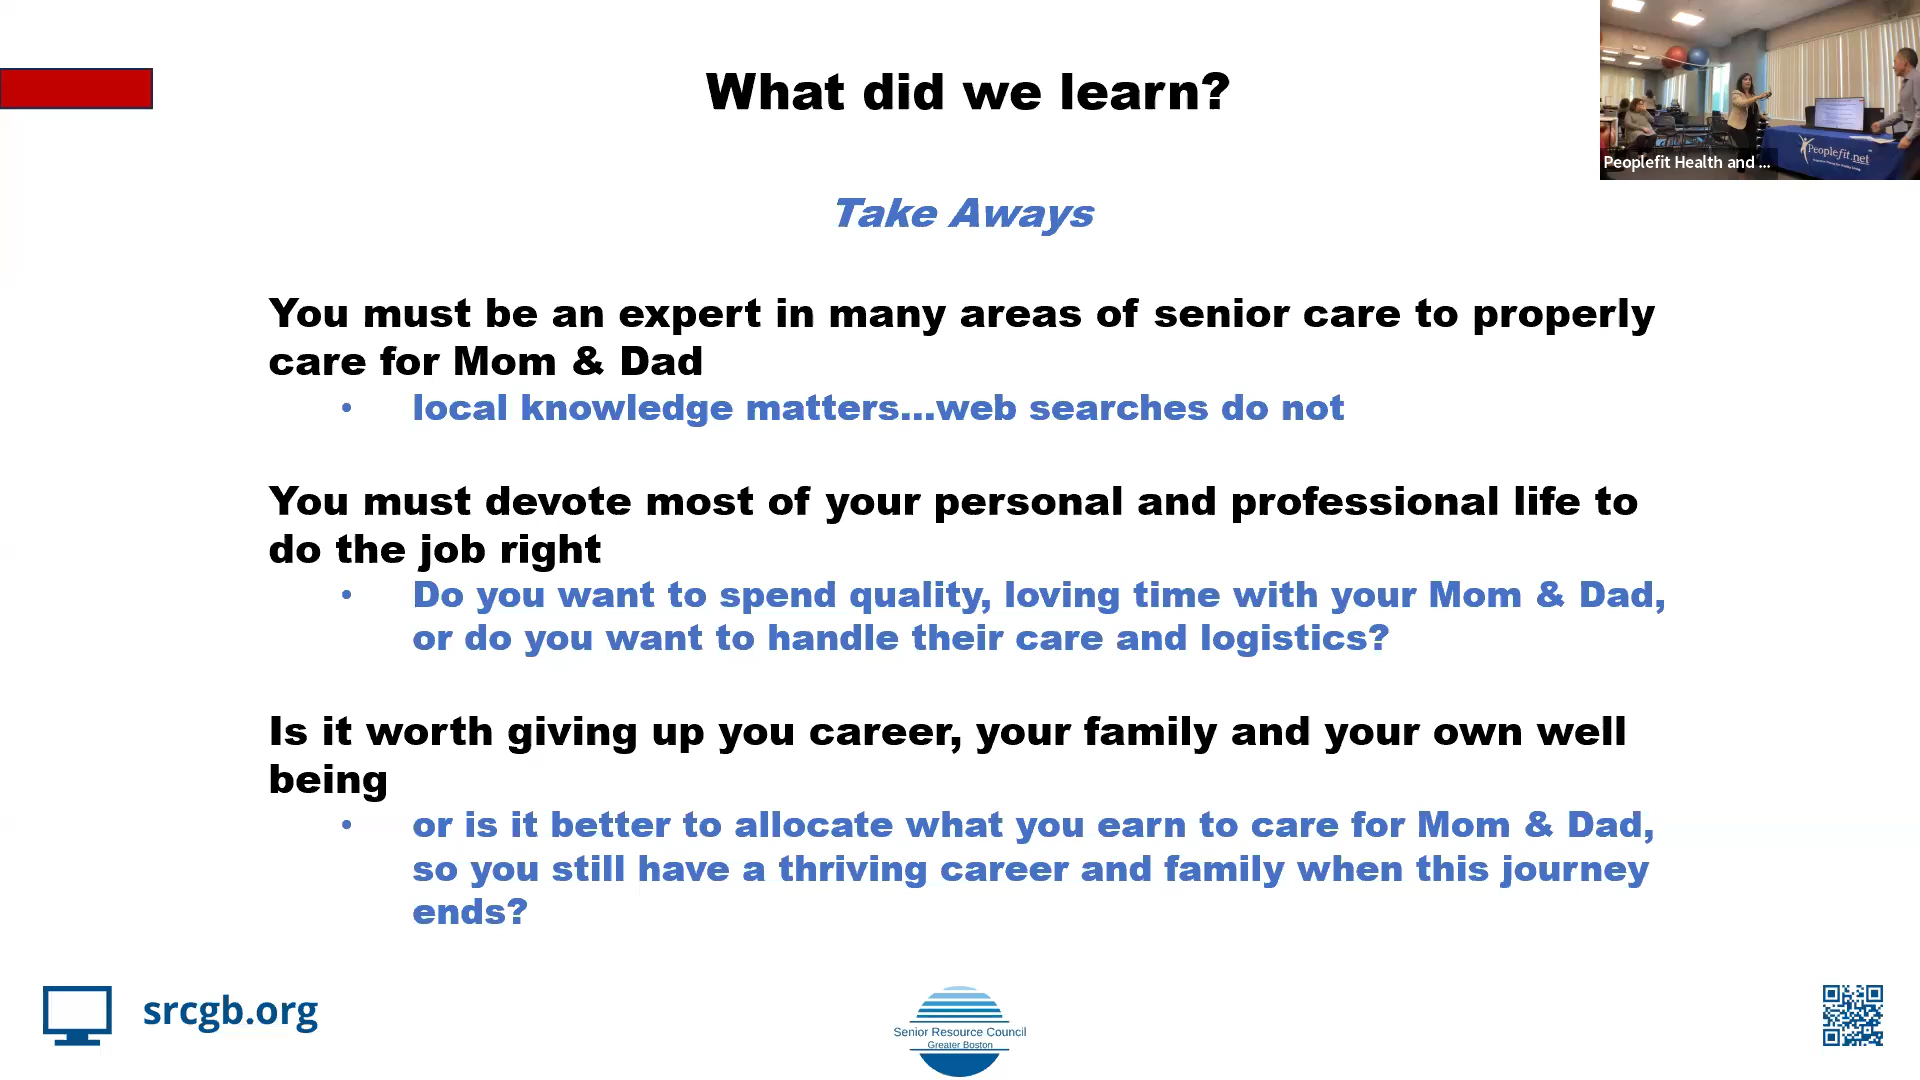 What did we learn?
Take Aways
You must be an expert in many areas of senior care to properly
care for Mom & Dad
• local knowledge matters...web searches do not
You must devote most of your personal and professional life to
do the job right
• Do you want to spend quality, loving time with your Mom & Dad,
or do you want to handle their care and logistics?
Is it worth giving up you career, your family and your own well
being
• or is it better to allocate what you earn to care for Mom & Dad,
so you still have a thriving career and family when this journey
ends?
srcgb.org
Senior Resource Council
Greater Boston
Peoplefit.net
Peoplefit Health and ...